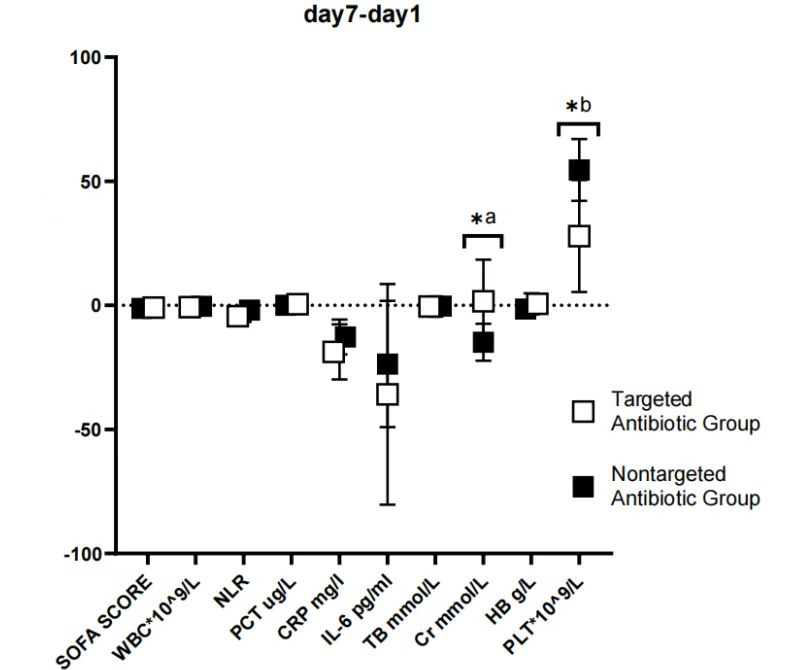 day7-day1
100
50
0
-50
-100
∗a
∗b
Targeted
Antibiotic Group
Nontargeted
Antibiotic Group
SOFA SCORE
WBC*10^9/L
NLR
PCT ug/L
CRP mg/l
IL-6 pg/ml
TB mmol/L
Cr mmol/L
HB g/L
PLT*10^9/L